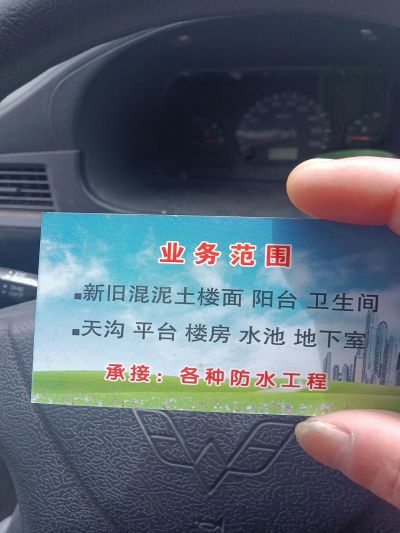 业务范围
■新旧混泥土楼面 阳台 卫生间
■天沟 平台 楼房 水池 地下室
承接：各种防水工程